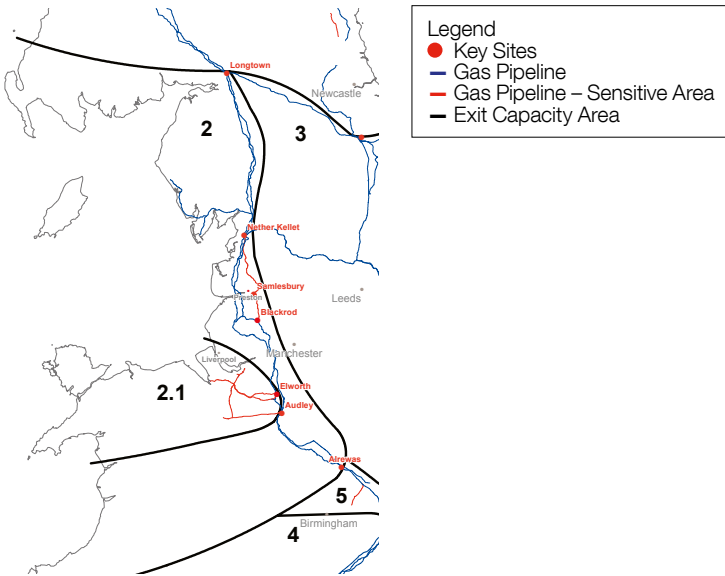 Longtown
Newcastle
2
3
Nether Kellet
Samlesbury
Preston
Leeds
Blackrod
Manchester
Liverpool
2.1
Elworth
Audley
Alrewas
5
Birmingham
4
Legend
Key Sites
Gas Pipeline
Gas Pipeline – Sensitive Area
Exit Capacity Area